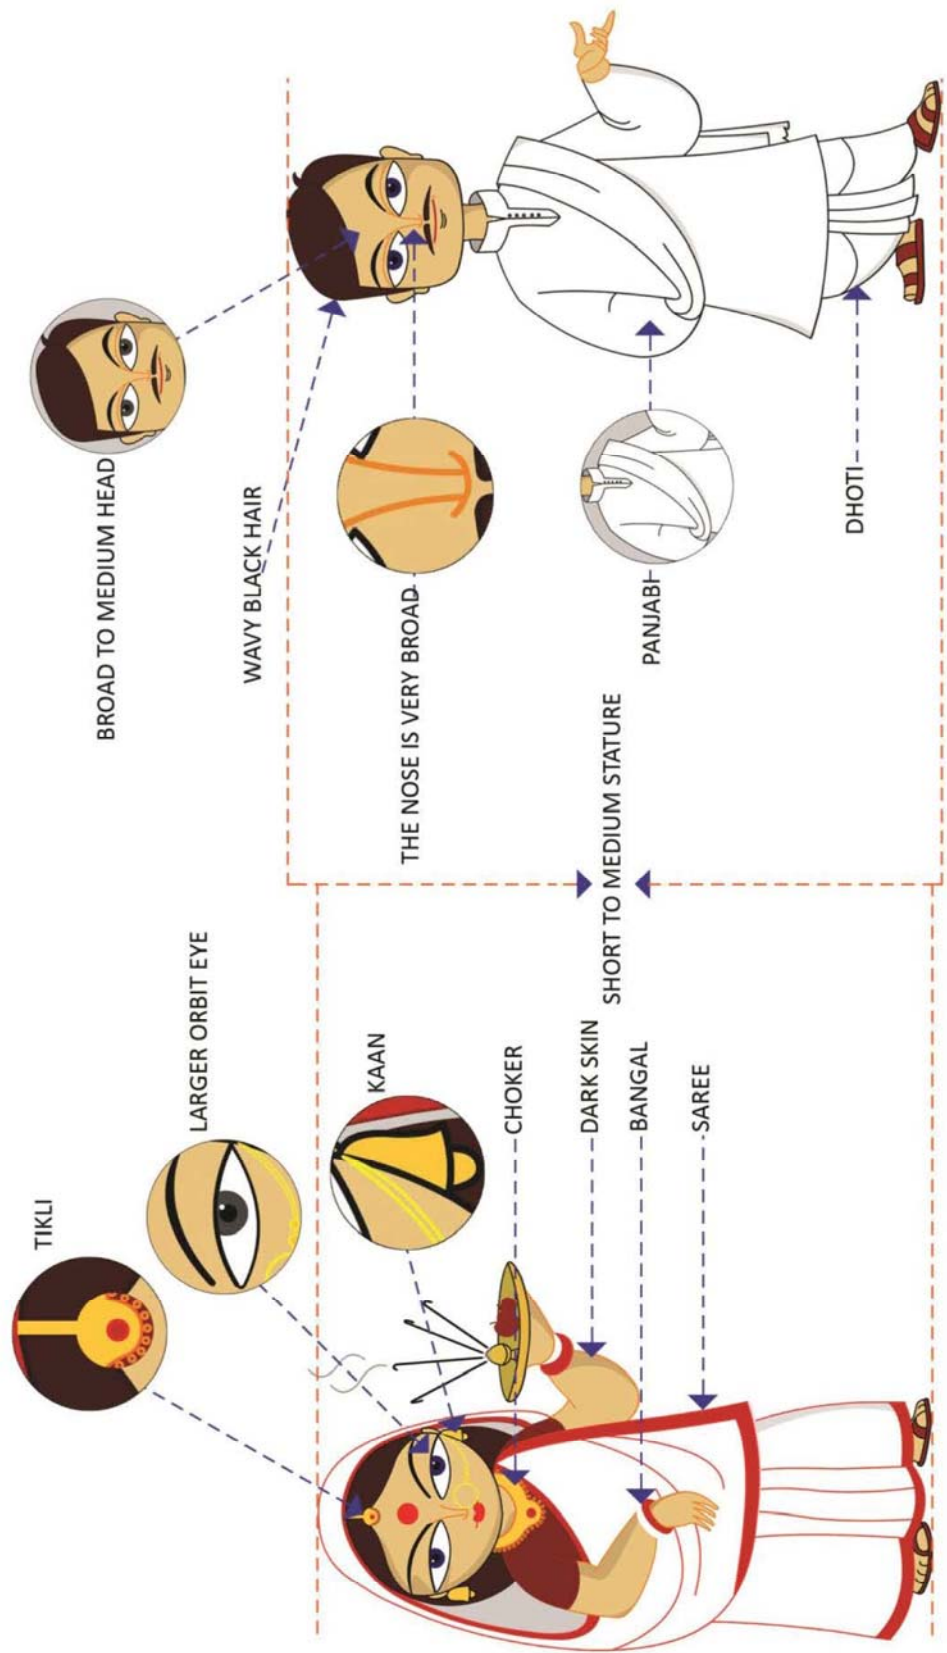 TIKLI
LARGER ORBIT EYE
KAAN
CHOKER
DARK SKIN
BANGAL
SAREE
SHORT TO MEDIUM STATURE
BROAD TO MEDIUM HEAD
WAVY BLACK HAIR
THE NOSE IS VERY BROAD
PANJABI
DHOTI